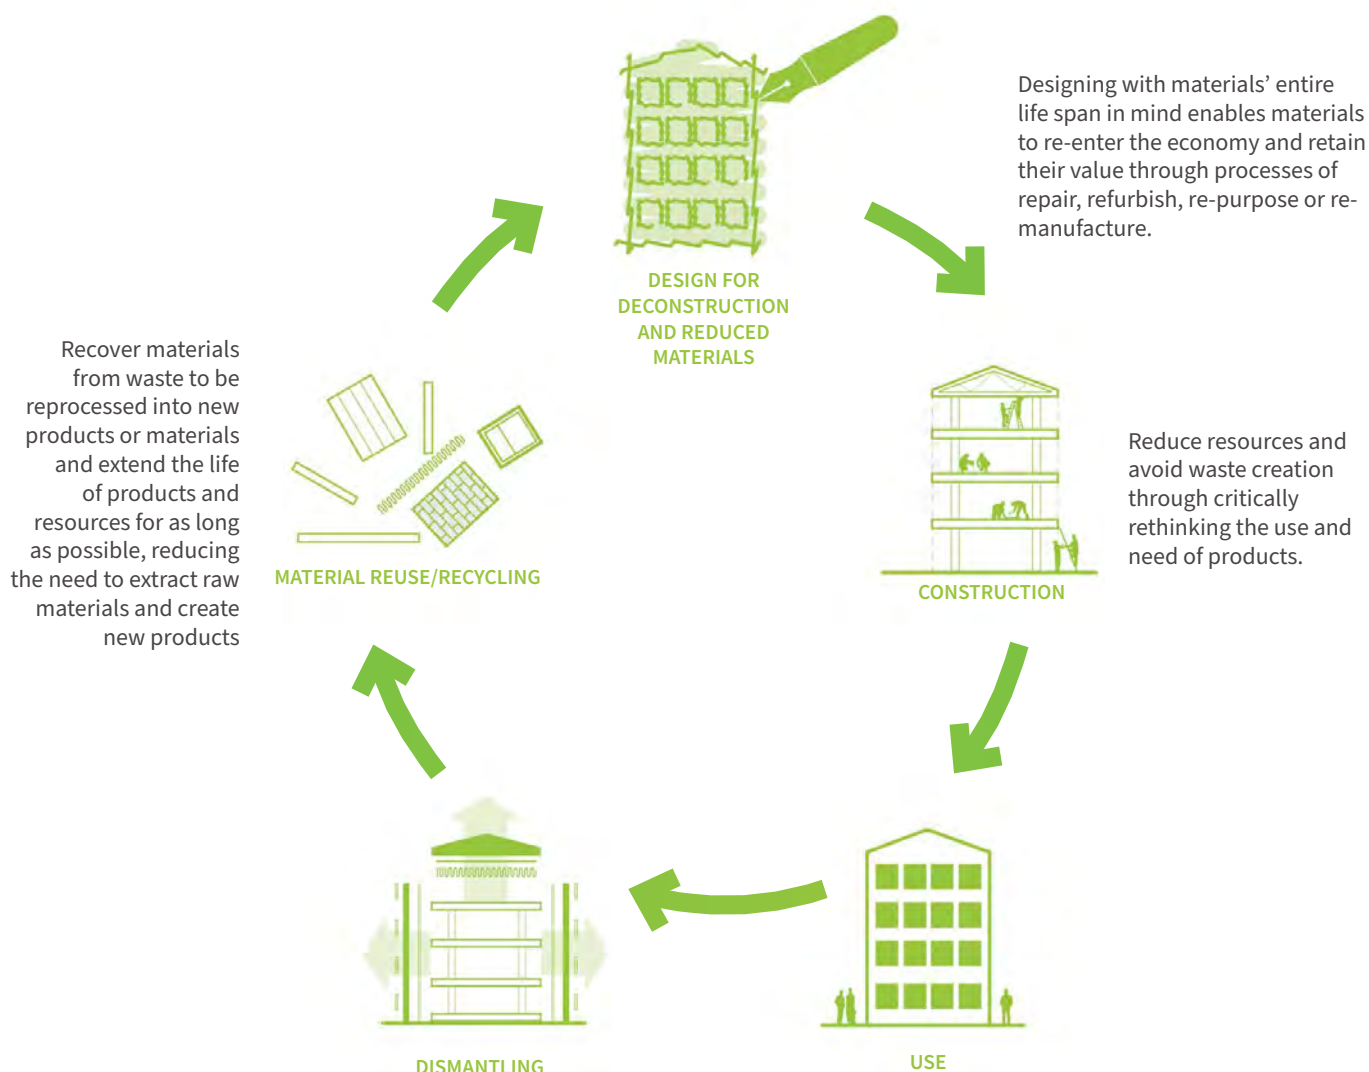 Designing with materials’ entire
life span in mind enables materials
to re-enter the economy and retain
their value through processes of
repair, refurbish, re-purpose or re-
manufacture.
DESIGN FOR
DECONSTRUCTION
AND REDUCED
MATERIALS
Recover materials
from waste to be
reprocessed into new
products or materials
and extend the life
of products and
resources for as long
as possible, reducing
the need to extract raw
materials and create
new products
MATERIAL REUSE/RECYCLING
Reduce resources and
avoid waste creation
through critically
rethinking the use and
need of products.
CONSTRUCTION
DISMANTLING
USE